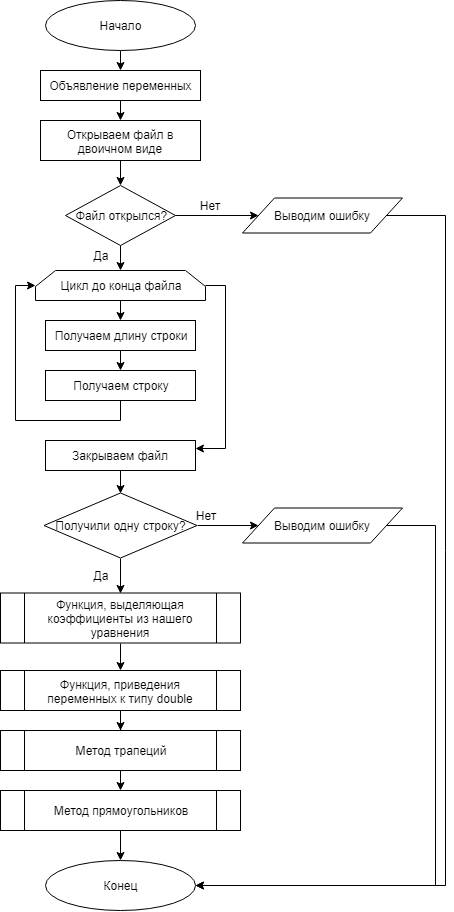 Начало
Объявление переменных
Открываем файл в
двоичном виде
Файл открылся?
Нет
Выводим ошибку
Да
Цикл до конца файла
Получаем длину строки
Получаем строку
Закрываем файл
Получили одну строку?
Нет
Выводим ошибку
Да
Функция, выделяющая
коэффициенты из нашего
уравнения
Функция, приведения
переменных к типу double
Метод трапеций
Метод прямоугольников
Конец